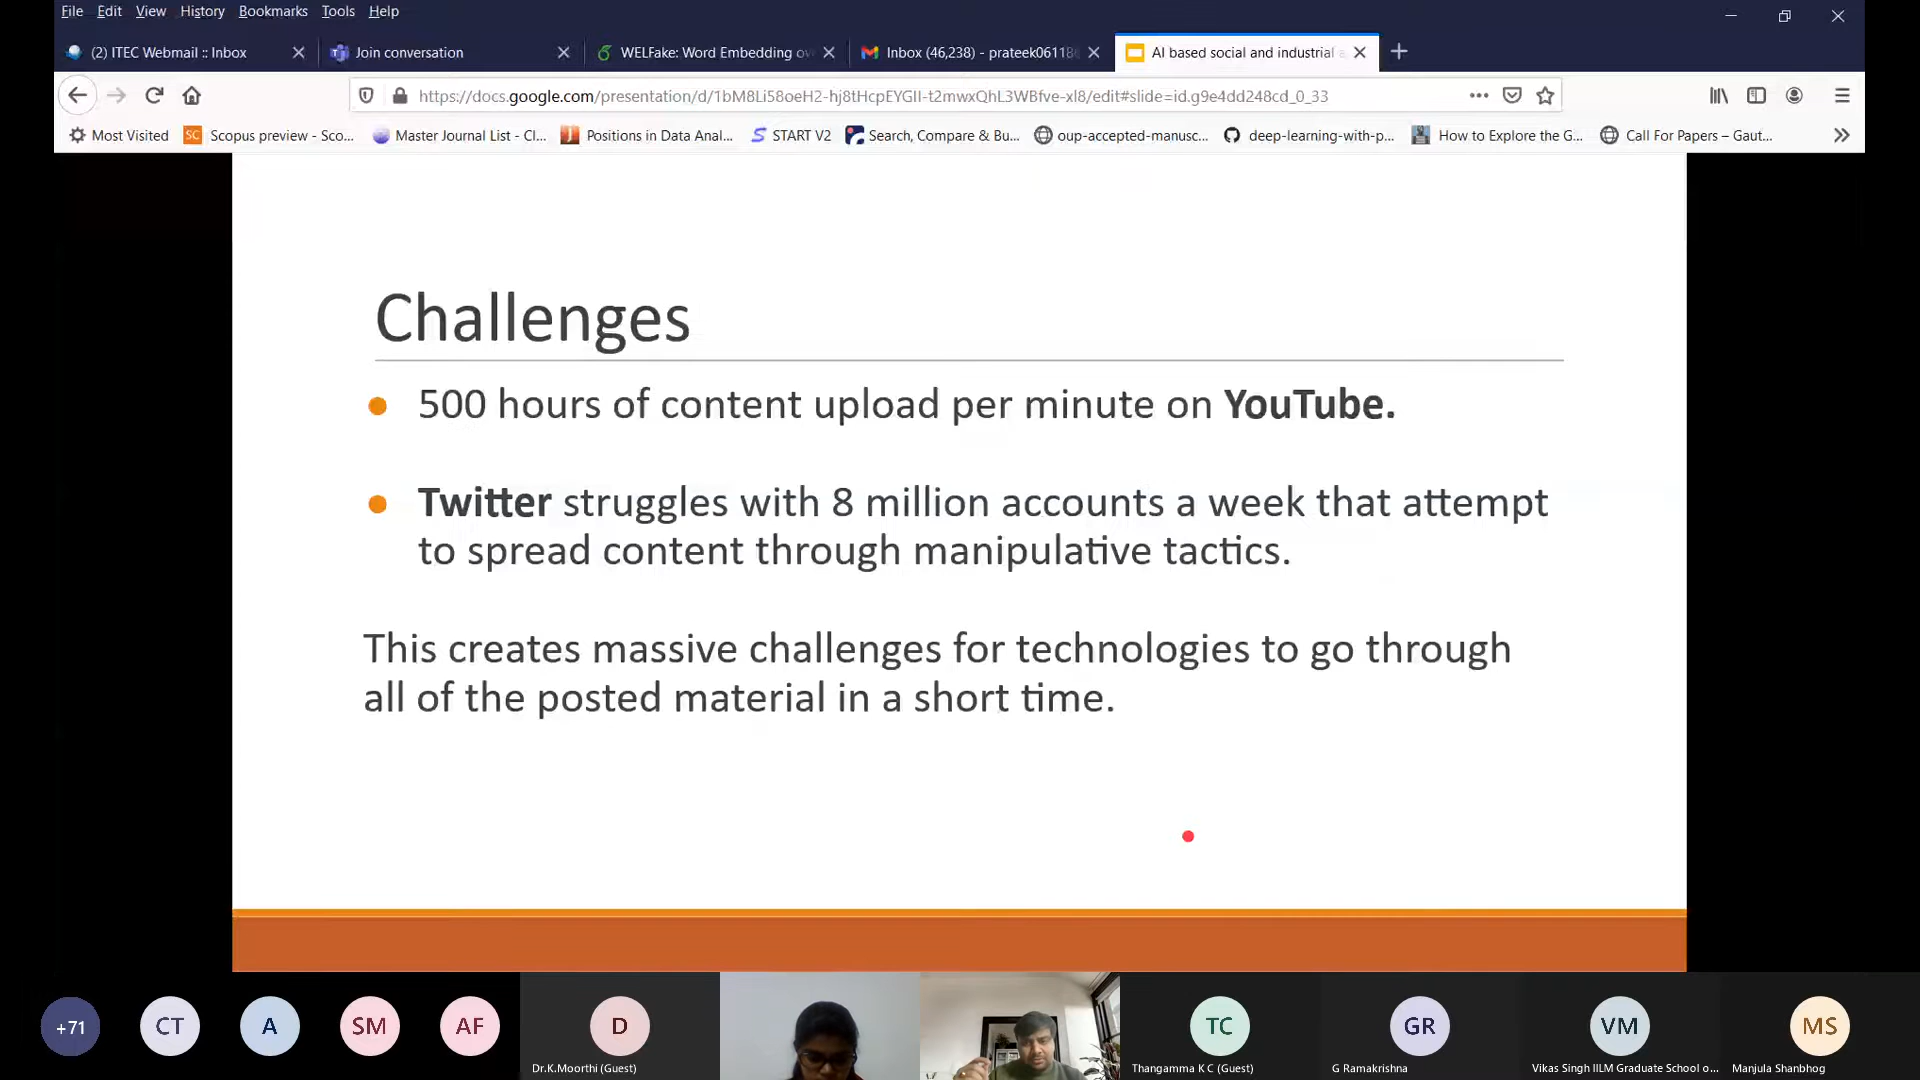 File Edit View History Bookmarks Tools Help
(2) ITEC Webmail :: Inbox
Join conversation
WELFake: Word Embedding ov
Inbox (46,238) - prateek06118
AI based social and industrial a
https://docs.google.com/presentation/d/1bM8Li58oeH2-hj8tHcpEYGII-t2mwxQhL3WBfve-xl8/edit#slide=id.g9e4dd248cd_0_33
Most Visited
SC Scopus preview - Sco...
Master Journal List - Cl...
Positions in Data Anal...
START V2
Search, Compare & Bu...
oup-accepted-manusc...
deep-learning-with-p...
How to Explore the G...
Call For Papers – Gaut...
Challenges
500 hours of content upload per minute on YouTube.
Twitter struggles with 8 million accounts a week that attempt
to spread content through manipulative tactics.
This creates massive challenges for technologies to go through
all of the posted material in a short time.
+71
CT
A
SM
AF
D
Dr.K.Moorthi (Guest)
TC
Thangamma K C (Guest)
GR
G Ramakrishna
VM
Vikas Singh IILM Graduate School o...
MS
Manjula Shanbhog